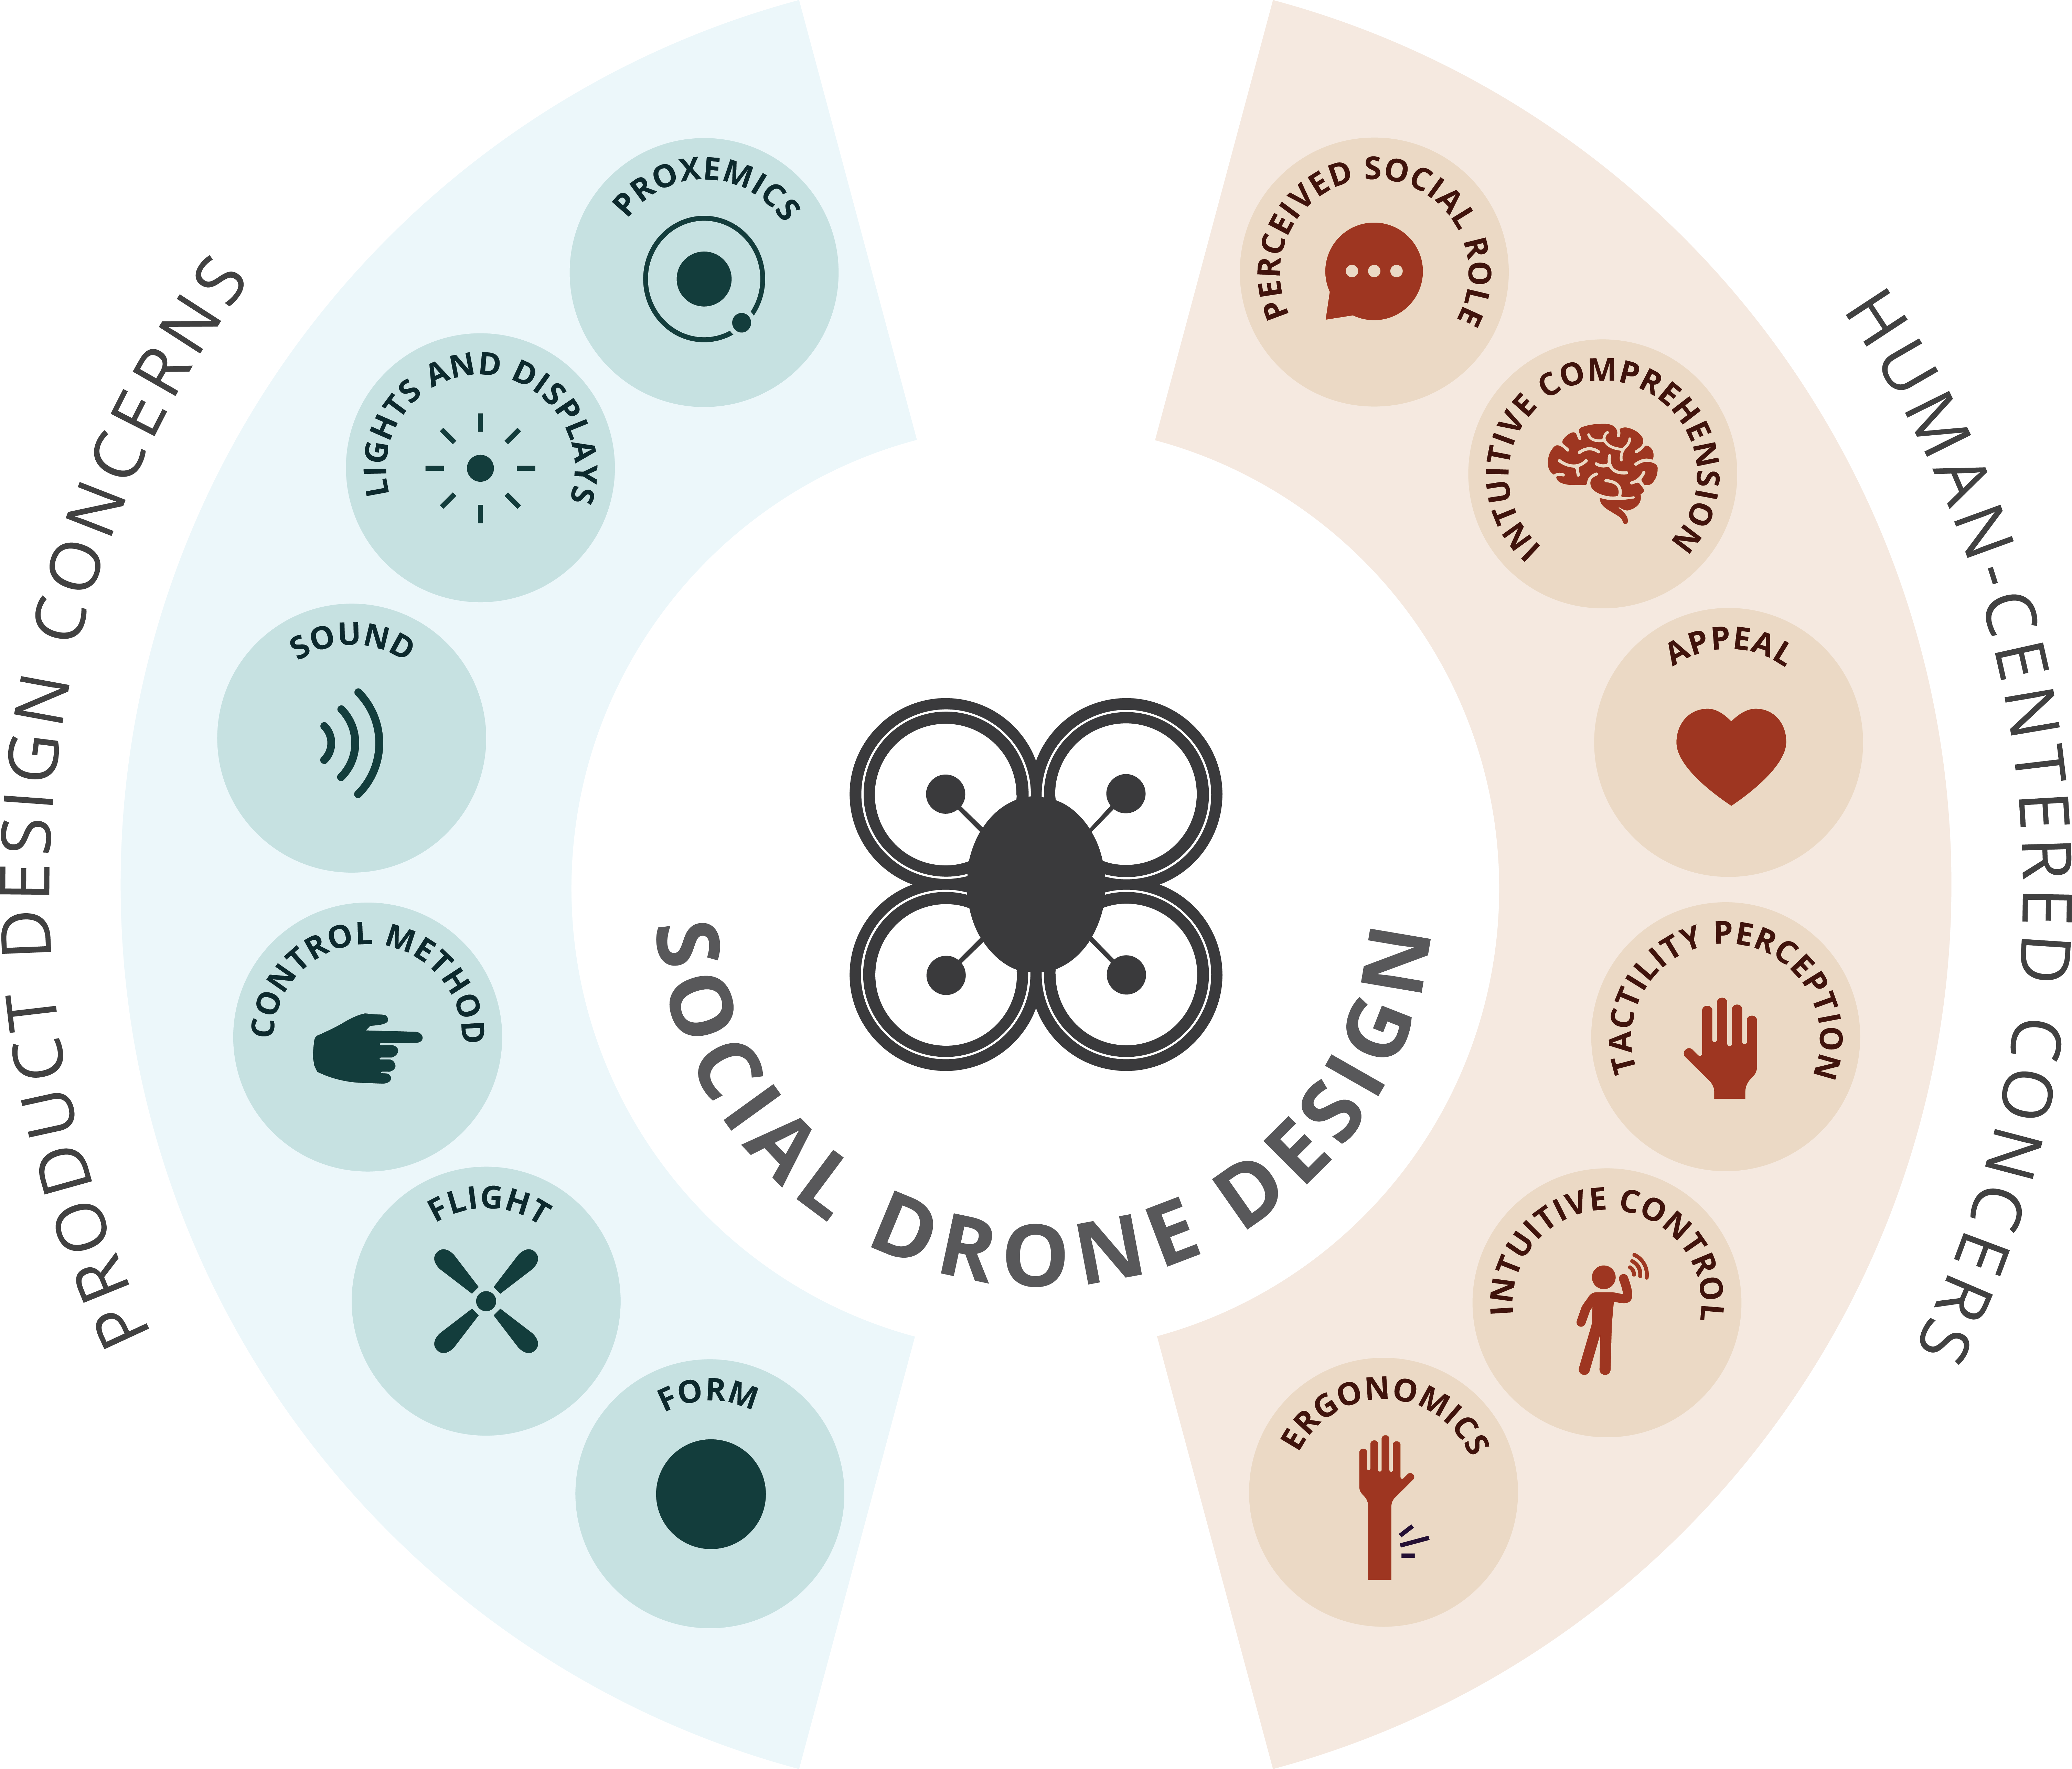 PRODUCT DESIGN CONCERNS
PROXEMICS
LIGHTS AND DISPLAYS
SOUND
CONTROL METHOD
FLIGHT
FORM
SOCIAL DRONE DESIGN
PERCEIVED SOCIAL ROLE
INTUITIVE COMPREHENSION
APPEAL
TACTILITY PERCEPTION
INTUITIVE CONTROL
ERGONOMICS
HUMAN-CENTERED CONCERS